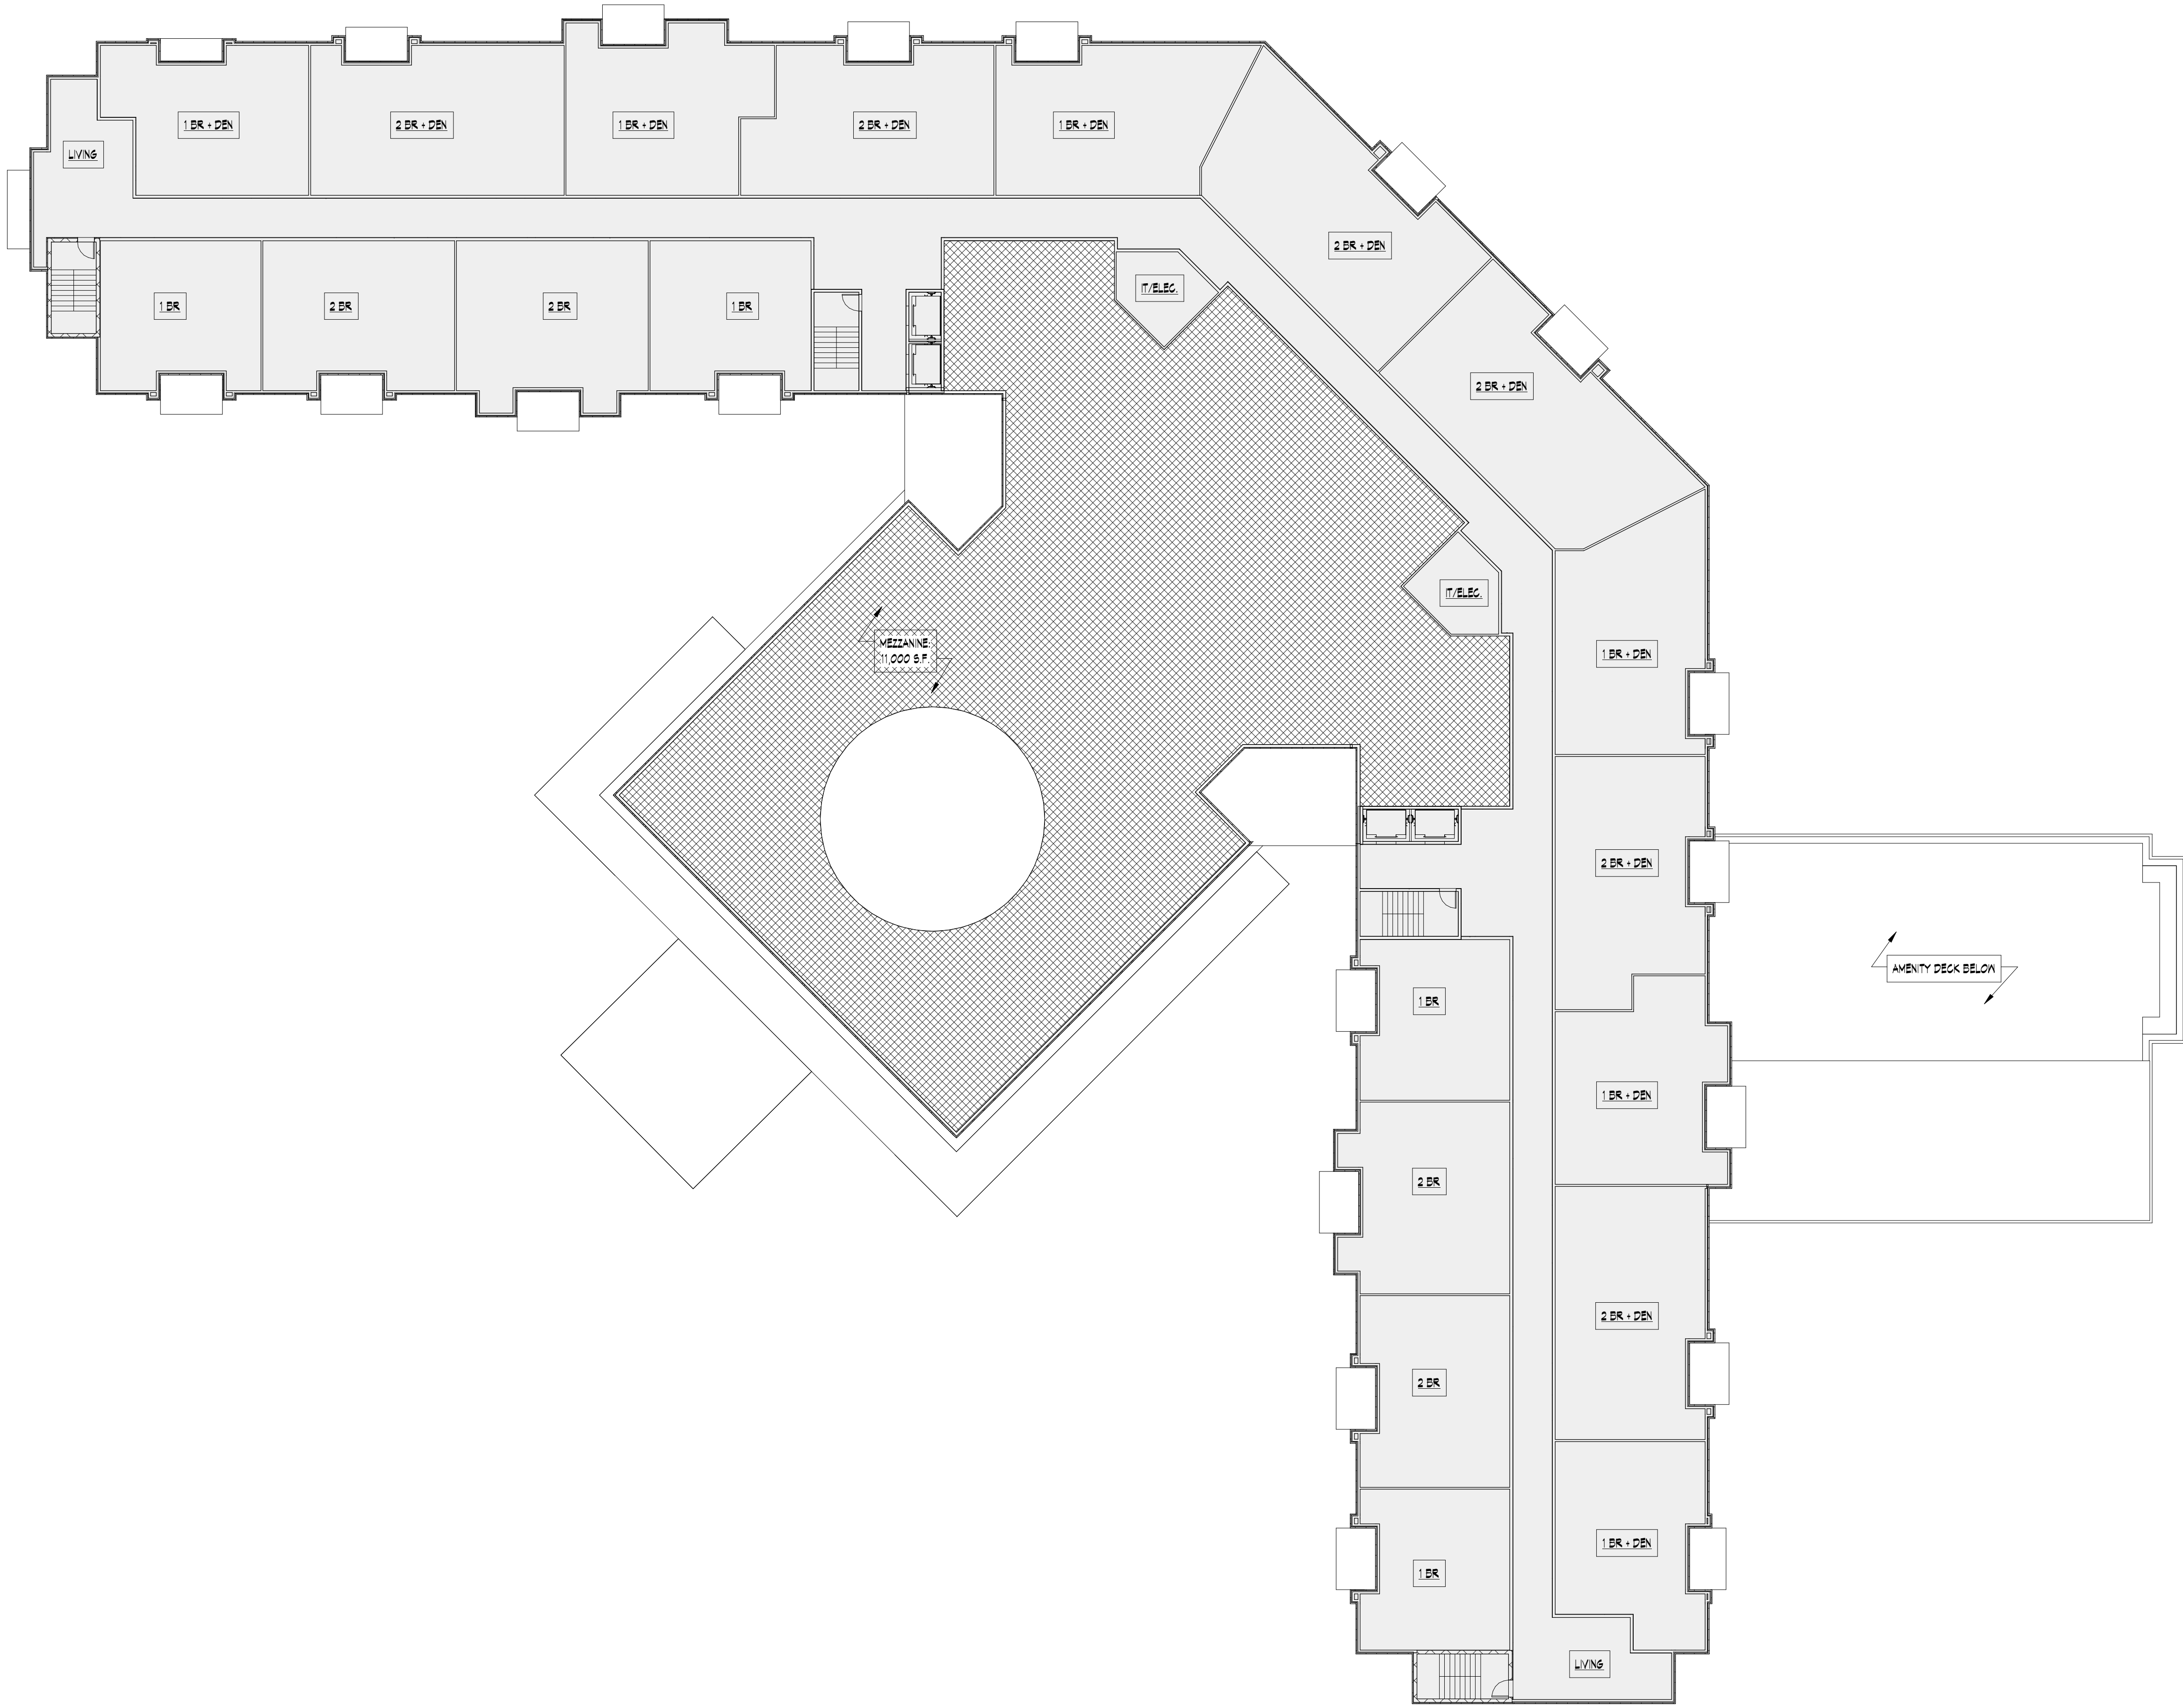 1 BR + DEN
2 BR + DEN
1 BR + DEN
2 BR + DEN
1 BR + DEN
LIVING
2 BR + DEN
IT/ELEC.
1 BR
2 BR
2 BR
1 BR
2 BR + DEN
IT/ELEC.
MEZZANINE:
11,000 S.F.
1 BR + DEN
2 BR + DEN
AMENITY DECK BELOW
1 BR
1 BR + DEN
2 BR
2 BR + DEN
2 BR
1 BR + DEN
1 BR
LIVING